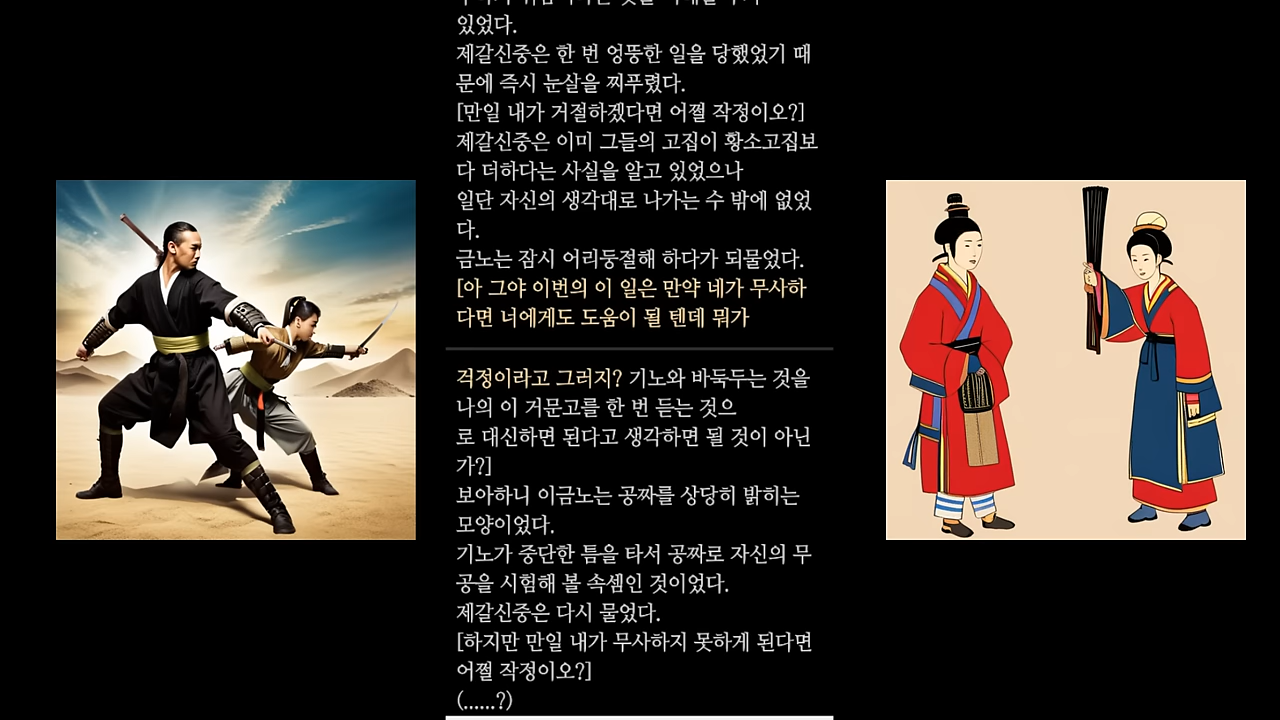 있었다.
제갈신중은 한 번 엉뚱한 일을 당했었기 때
문에 즉시 눈살을 찌푸렸다.
[만일 내가 거절하겠다면 어쩔 작정이오?]
제갈신중은 이미 그들의 고집이 황소고집보
다 더하다는 사실을 알고 있었으나
일단 자신의 생각대로 나가는 수 밖에 없었
다.
금노는 잠시 어리둥절해 하다가 되물었다.
[아 그야 이번의 이 일은 만약 네가 무사하
다면 너에게도 도움이 될 텐데 뭐가
걱정이라고 그러지? 기노와 바둑두는 것을
나의 이 거문고를 한 번 듣는 것으
로 대신하면 된다고 생각하면 될 것이 아닌
가?]
보아하니 이금노는 공짜를 상당히 밝히는
모양이었다.
기노가 중단한 틈을 타서 공짜로 자신의 무
공을 시험해 볼 속셈인 것이었다.
제갈신중은 다시 물었다.
[하지만 만일 내가 무사하지 못하게 된다면
어쩔 작정이오?]
(......?)